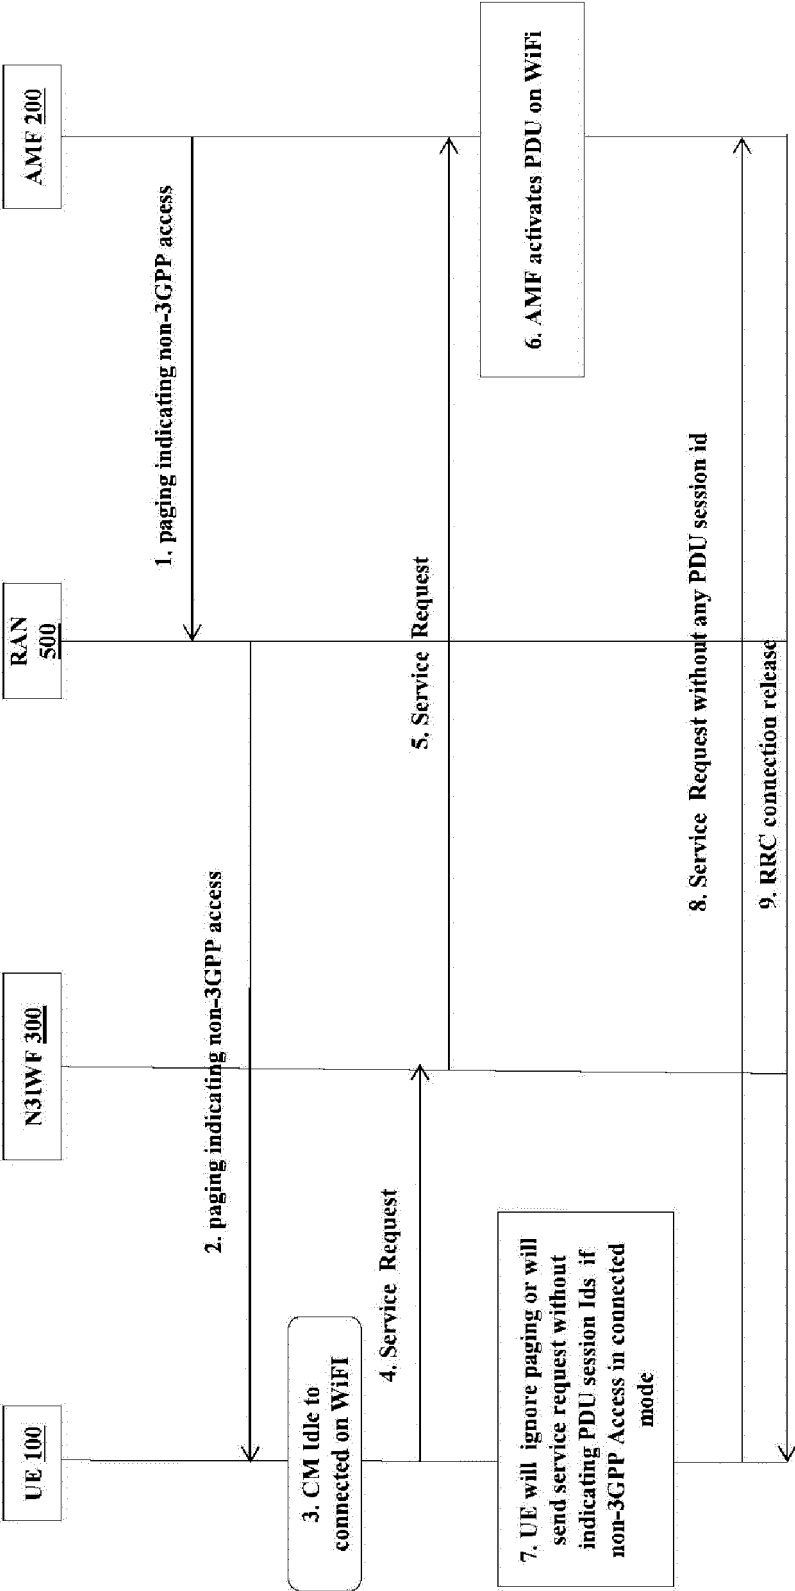 UE 100
N3IWF 300
RAN
500
AMF 200
1. paging indicating non-3GPP access
2. paging indicating non-3GPP access
3. CM Idle to
connected on WiFI
4. Service Request
5. Service Request
6. AMF activates PDU on WiFi
7. UE will ignore paging or will
send service request without
indicating PDU session Ids if
non-3GPP Access in connected
mode
8. Service Request without any PDU session id
9. RRC connection release